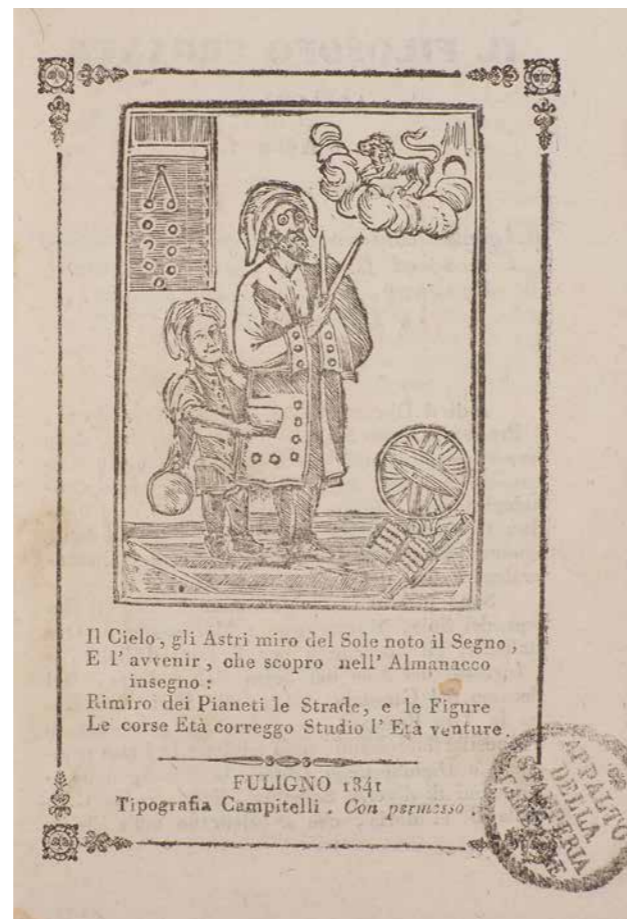 Il Cielo, gli Astri miro del Sole noto il Segno,
E l' avvenir, che scopro nell' Almanacco
insegno:
Rimiro dei Pianeti le Strade, e le Figure
Le corse Età correggo Studio l' Età venture.
FULIGNO 1841
Tipografia Campitelli. Con permesso.
APPALTO
DELLA
STAMPERIA